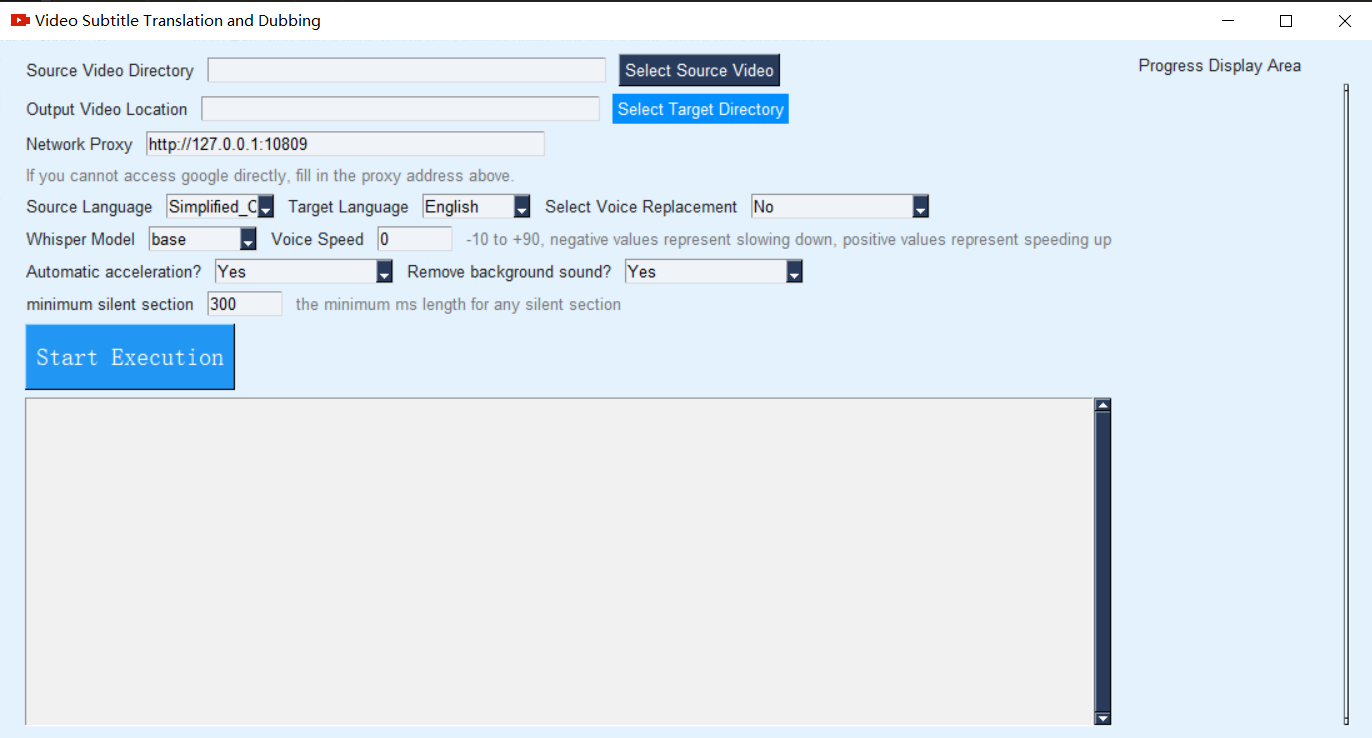 Video Subtitle Translation and Dubbing
Source Video Directory Select Source Video Progress Display Area
Output Video Location Select Target Directory
Network Proxy http://127.0.0.1:10809
If you cannot access google directly, fill in the proxy address above.
Source Language Simplified_C Target Language English Select Voice Replacement No
Whisper Model base Voice Speed 0 -10 to +90, negative values represent slowing down, positive values represent speeding up
Automatic acceleration? Yes Remove background sound? Yes
minimum silent section 300 the minimum ms length for any silent section
Start Execution